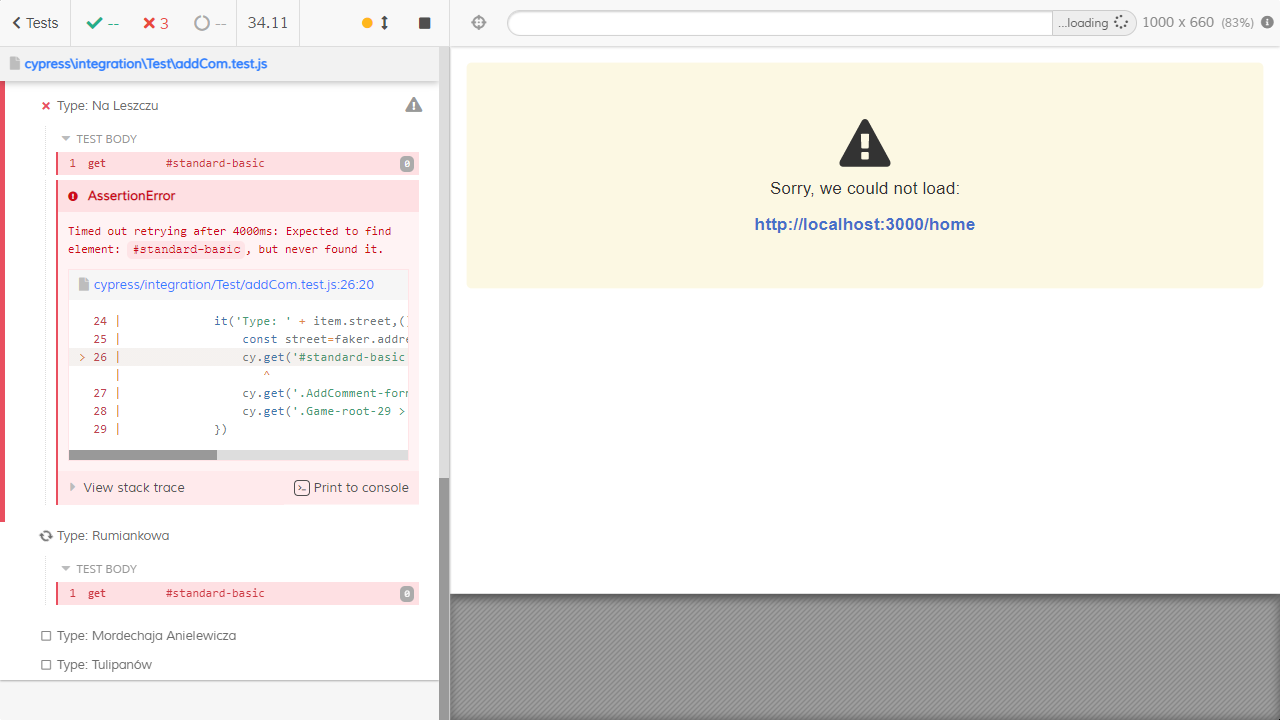 Tests
--
3
--
34.11
...loading
1000 x 660 (83%)
cypress\integration\Test\addCom.test.js
Type: Na Leszczu
TEST BODY
1 get #standard-basic 0
AssertionError
Timed out retrying after 4000ms: Expected to find
element: #standard-basic, but never found it.
cypress/integration/Test/addCom.test.js:26:20
24 | it('Type: ' + item.street,()
25 | const street=faker.addre
> 26 | cy.get('#standard-basic
| ^
27 | cy.get('.AddComment-for
28 | cy.get('.Game-root-29 >
29 | })
View stack trace
Print to console
Type: Rumiankowa
TEST BODY
1 get #standard-basic 0
Type: Mordechaja Anielewicza
Type: Tulipanów
Sorry, we could not load:
http://localhost:3000/home